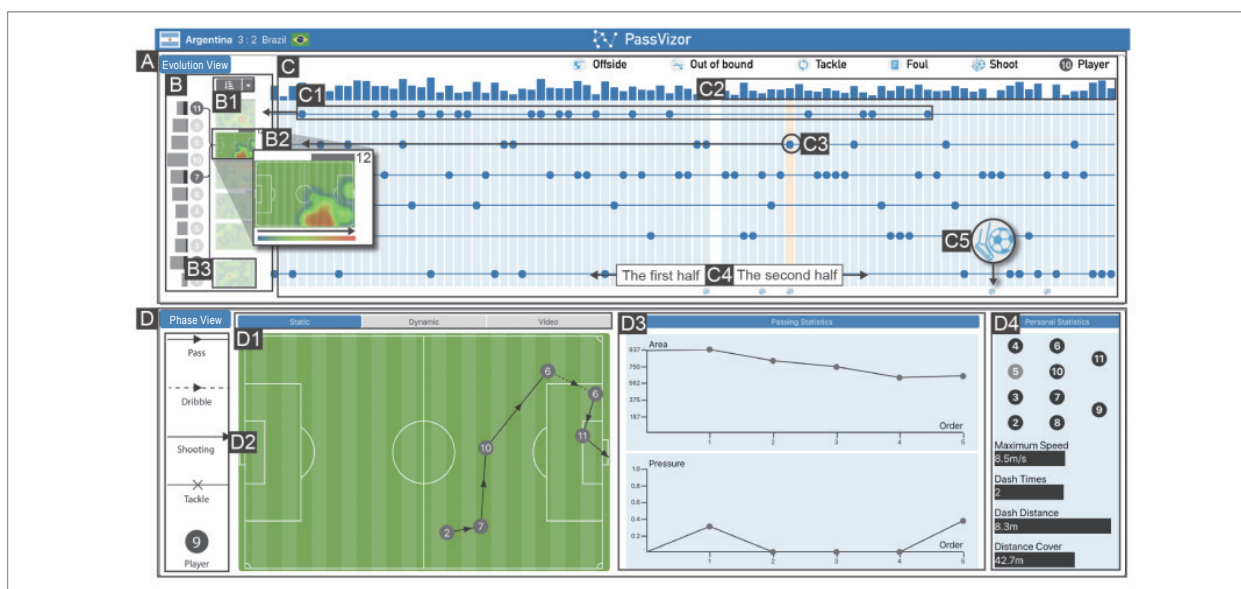 Argentina 3 : 2 Brazil
PassVizor
A
Evolution View
Offside
Out of bound
Tackle
Foul
Shoot
10 Player
B
C
B1
C1
C2
11
B2
C3
12
7
C5
B3
The first half
C4
The second half
D
Phase View
D1
Static
Dynamic
Video
D3
Passing Statistics
D4
Personal Statistics
Pass
Dribble
D2
Shooting
Tackle
9
Player
6
6
11
10
2
7
Area
937
750
562
375
187
Order
1 2 3 4 5
Pressure
1.0
0.8
0.6
0.4
0.2
Order
1 2 3 4 5
4 6
11
5 10
3 7
9
2 8
Maximum Speed
8.5m/s
Dash Times
2
Dash Distance
8.3m
Distance Cover
42.7m